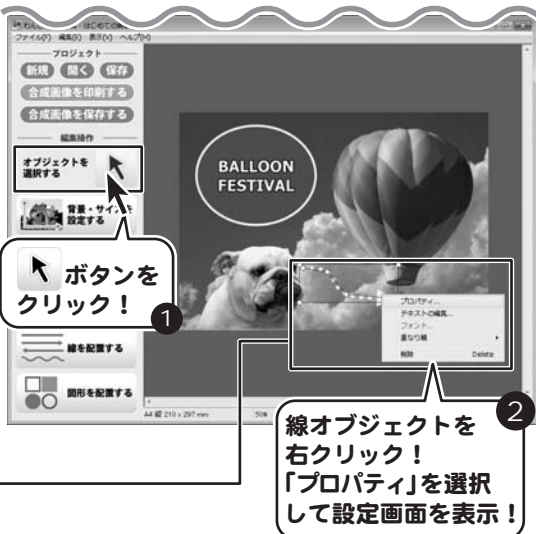 はじめての
ファイル(F) 編集(E) 表示(V) ヘルプ(H)
プロジェクト
新規 開く 保存
合成画像を印刷する
合成画像を保存する
編集操作
オブジェクトを
選択する
背景・サイズを
設定する
ボタンを
クリック！
1
線を配置する
図形を配置する
BALLOON
FESTIVAL
プロパティ...
テキストの編集...
フォント...
重なり順
削除 Delete
A4 縦 210 x 297 mm 50%
2
線オブジェクトを
右クリック！
「プロパティ」を選択
して設定画面を表示！